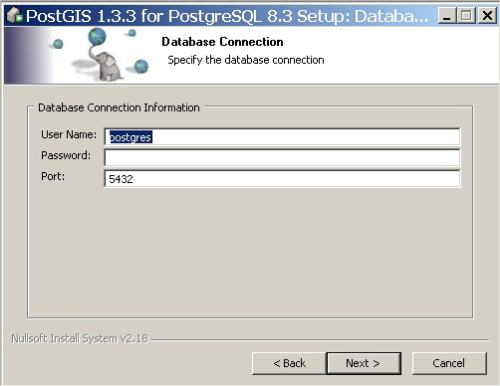 PostGIS 1.3.3 for PostgreSQL 8.3 Setup: Databa...
Database Connection
Specify the database connection
Database Connection Information
User Name: postgres
Password:
Port: 5432
Nullsoft Install System v2.18
< Back Next > Cancel